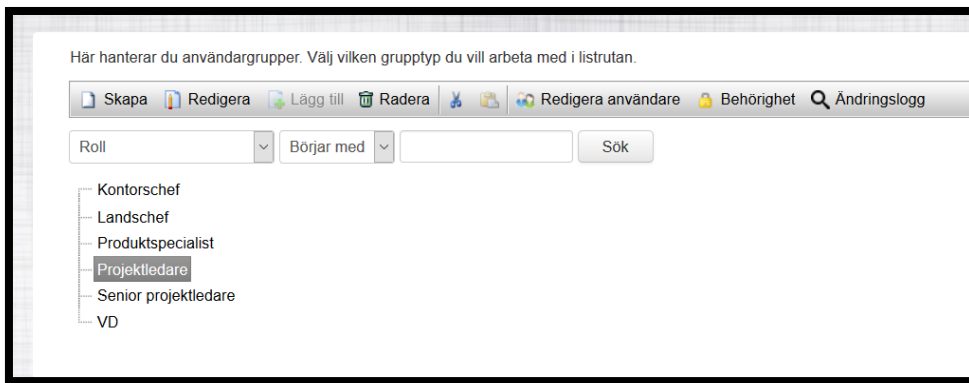 Här hanterar du användargrupper. Välj vilken grupptyp du vill arbeta med i listrutan.
Skapa Redigera Lägg till Radera Redigera användare Behörighet Ändringslogg
Roll Börjar med Sök
Kontorschef
Landschef
Produktspecialist
Projektledare
Senior projektledare
VD